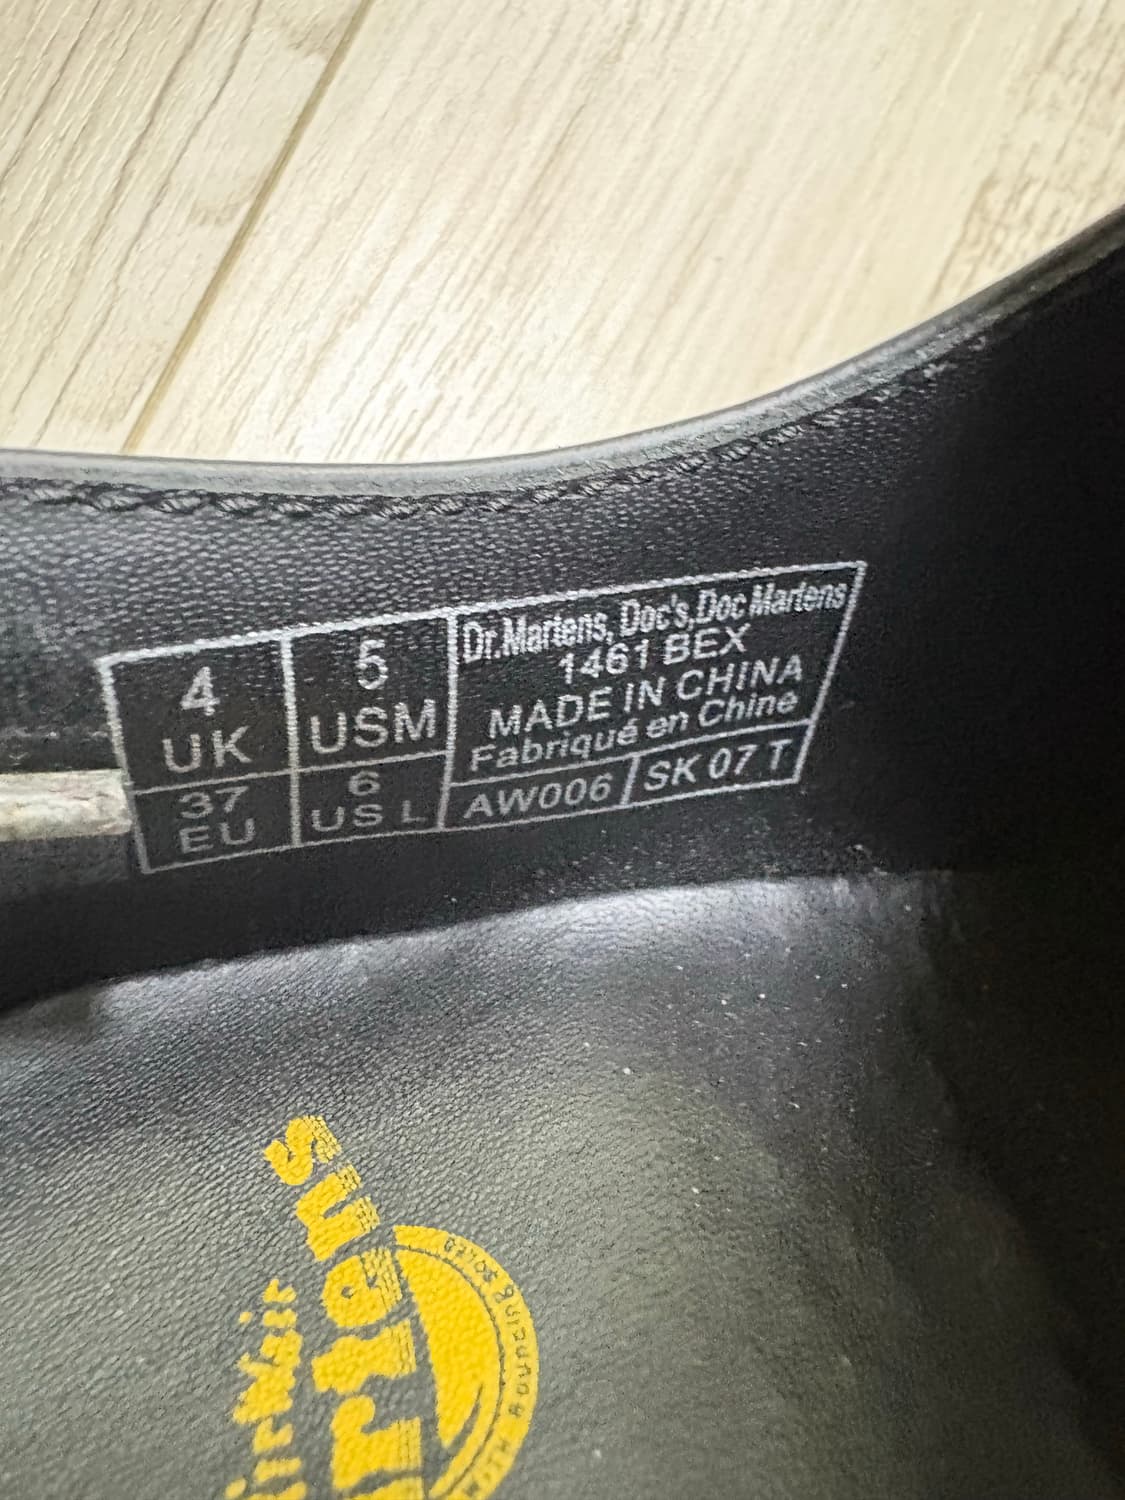 4
UK
5
USM
37
EU
6
US L
Dr.Martens, Doc's,Doc Martens
1461 BEX
MADE IN CHINA
Fabriqué en Chine
AW006
SK 07 T